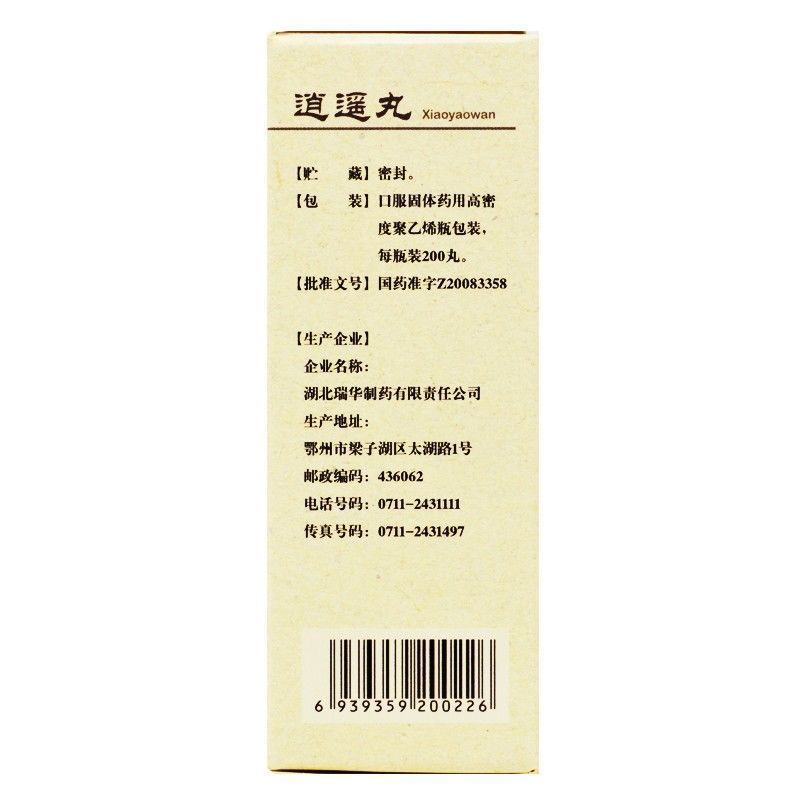 逍遥丸 Xiaoyaowan
【贮　藏】密封。
【包　装】口服固体药用高密
度聚乙烯瓶包装，
每瓶装200丸。
【批准文号】国药准字Z20083358
【生产企业】
企业名称：
湖北瑞华制药有限责任公司
生产地址：
鄂州市梁子湖区太湖路1号
邮政编码：436062
电话号码：0711-2431111
传真号码：0711-2431497
6 939359 200226